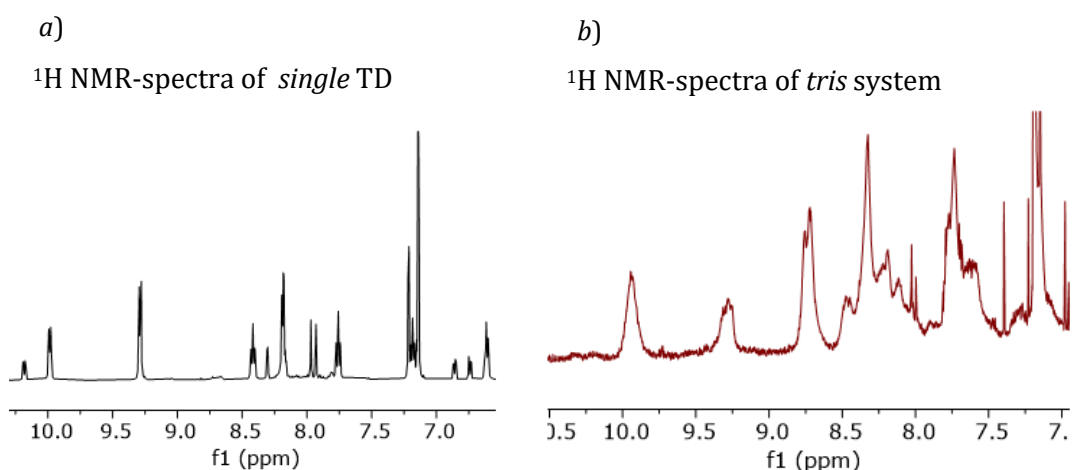 a)
¹H NMR-spectra of single TD
10.0 9.5 9.0 8.5 8.0 7.5 7.0
f1 (ppm)
b)
¹H NMR-spectra of tris system
).5 10.0 9.5 9.0 8.5 8.0 7.5 7.
f1 (ppm)